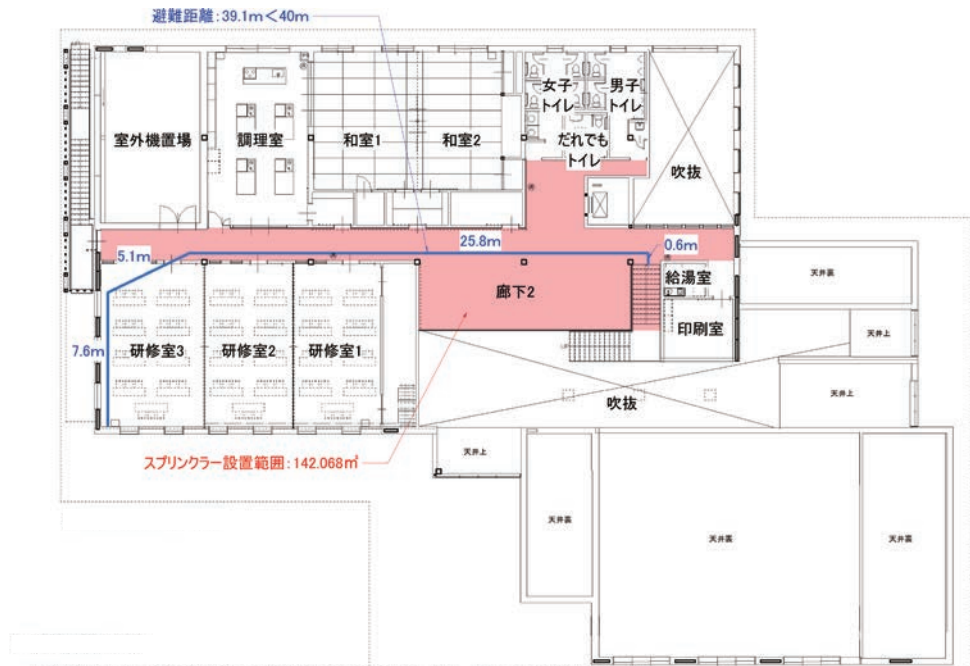 避難距離:39.1m<40m
女子
トイレ
男子
トイレ
室外機置場
調理室
和室1
和室2
だれでも
トイレ
吹抜
5.1m
25.8m
0.6m
給湯室
天井裏
廊下2
印刷室
天井上
7.6m
研修室3
研修室2
研修室1
吹抜
天井上
スプリンクラー設置範囲:142.068㎡
天井上
天井裏
天井裏
天井裏